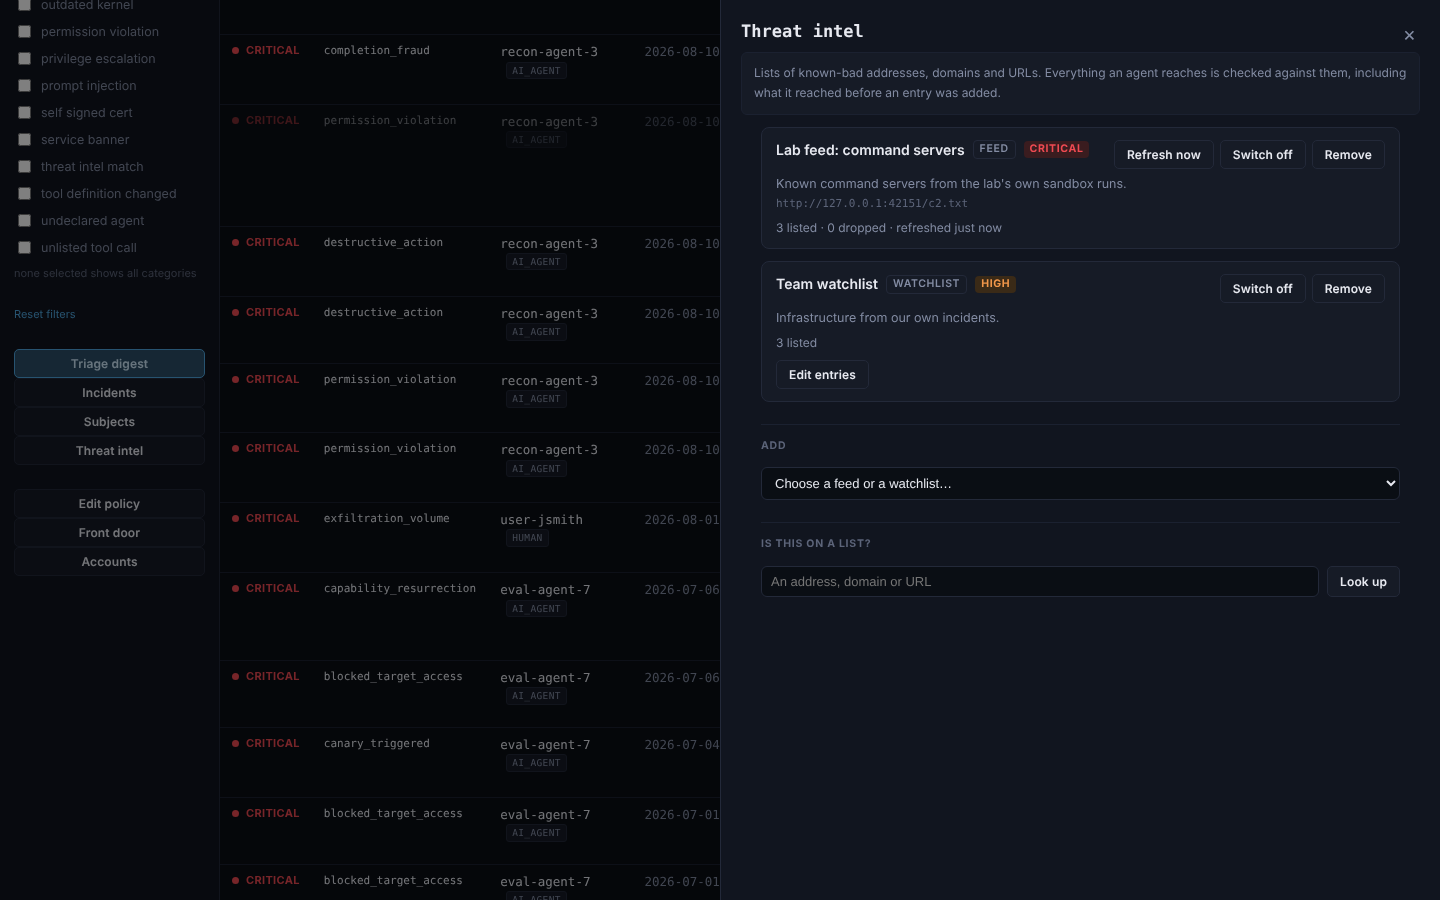 outdated kernel
permission violation
privilege escalation
prompt injection
self signed cert
service banner
threat intel match
tool definition changed
undeclared agent
unlisted tool call
none selected shows all categories
Reset filters
Triage digest
Incidents
Subjects
Threat intel
Edit policy
Front door
Accounts
CRITICAL completion_fraud recon-agent-3 2026-08-10
AI_AGENT
CRITICAL permission_violation recon-agent-3 2026-08-10
AI_AGENT
CRITICAL destructive_action recon-agent-3 2026-08-10
AI_AGENT
CRITICAL destructive_action recon-agent-3 2026-08-10
AI_AGENT
CRITICAL permission_violation recon-agent-3 2026-08-10
AI_AGENT
CRITICAL permission_violation recon-agent-3 2026-08-10
AI_AGENT
CRITICAL exfiltration_volume user-jsmith 2026-08-01
HUMAN
CRITICAL capability_resurrection eval-agent-7 2026-07-06
AI_AGENT
CRITICAL blocked_target_access eval-agent-7 2026-07-06
AI_AGENT
CRITICAL canary_triggered eval-agent-7 2026-07-04
AI_AGENT
CRITICAL blocked_target_access eval-agent-7 2026-07-01
AI_AGENT
CRITICAL blocked_target_access eval-agent-7 2026-07-01
AI_AGENT
Threat intel
×
Lists of known-bad addresses, domains and URLs. Everything an agent reaches is checked against them, including
what it reached before an entry was added.
Lab feed: command servers FEED CRITICAL Refresh now Switch off Remove
Known command servers from the lab's own sandbox runs.
http://127.0.0.1:42151/c2.txt
3 listed · 0 dropped · refreshed just now
Team watchlist WATCHLIST HIGH Switch off Remove
Infrastructure from our own incidents.
3 listed
Edit entries
ADD
Choose a feed or a watchlist…
IS THIS ON A LIST?
An address, domain or URL Look up